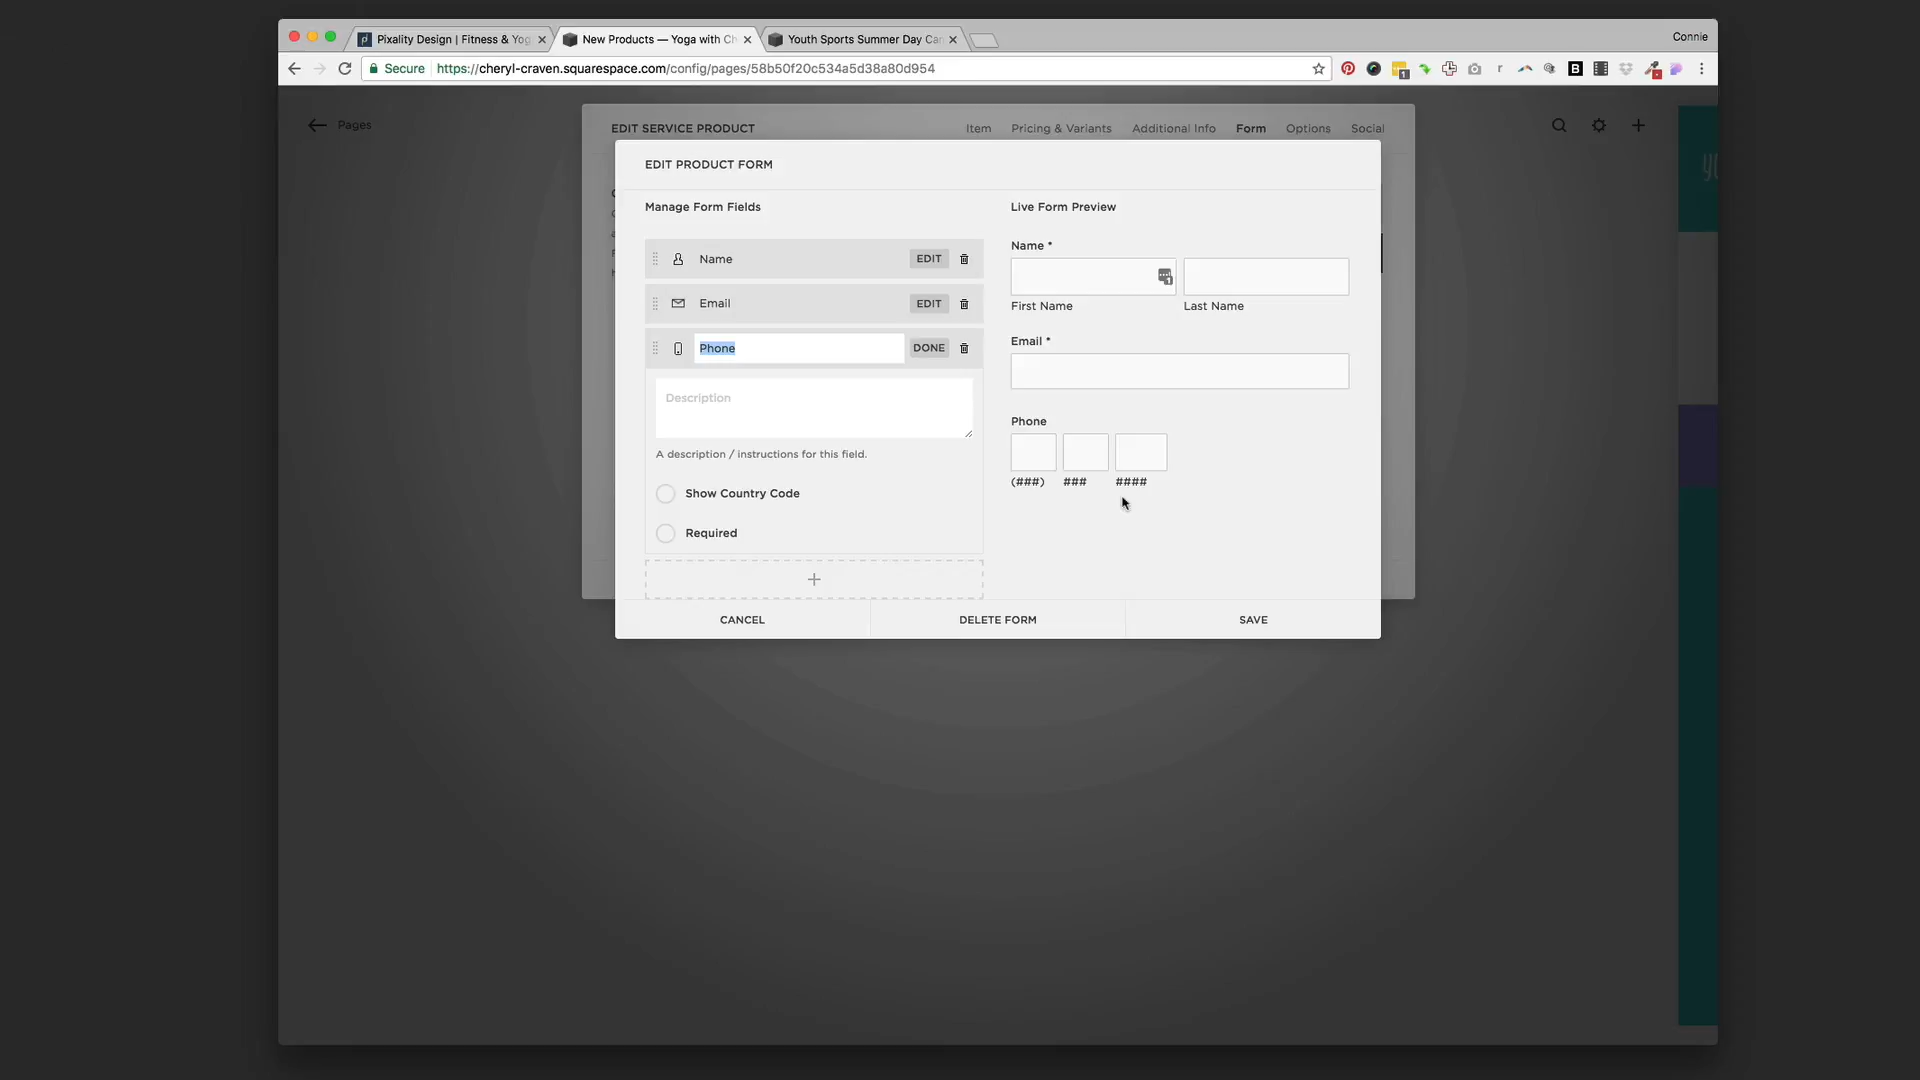 Pixality Design | Fitness & Yog
New Products — Yoga with Ch
Youth Sports Summer Day Can
Connie
Secure
https://cheryl-craven.squarespace.com/config/pages/58b50f20c534a5d38a80d954
Pages
EDIT SERVICE PRODUCT
Item
Pricing & Variants
Additional Info
Form
Options
Social
EDIT PRODUCT FORM
Manage Form Fields
Live Form Preview
Name
EDIT
Email
EDIT
Phone
DONE
Description
A description / instructions for this field.
Show Country Code
Required
+
Name *
First Name
Last Name
Email *
Phone
(###)
###
####
CANCEL
DELETE FORM
SAVE